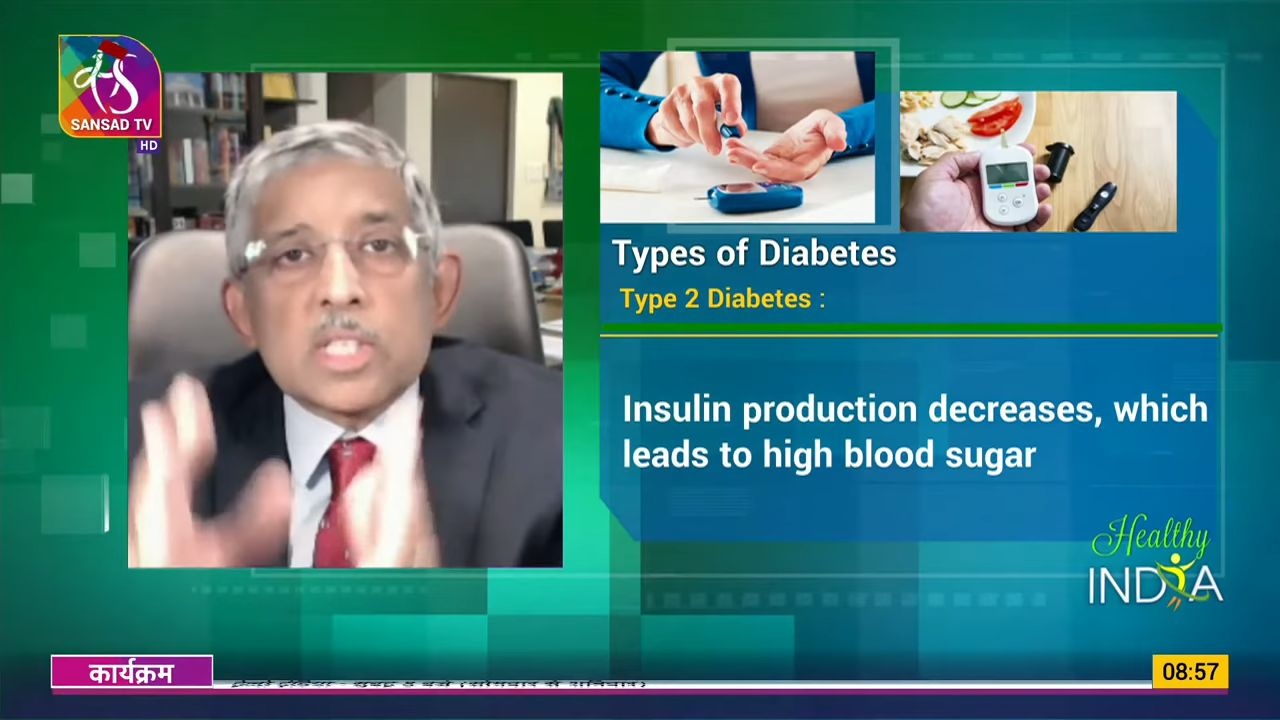 SANSAD TV
HD
Types of Diabetes
Type 2 Diabetes :
Insulin production decreases, which
leads to high blood sugar
Healthy
INDIA
कार्यक्रम
08:57